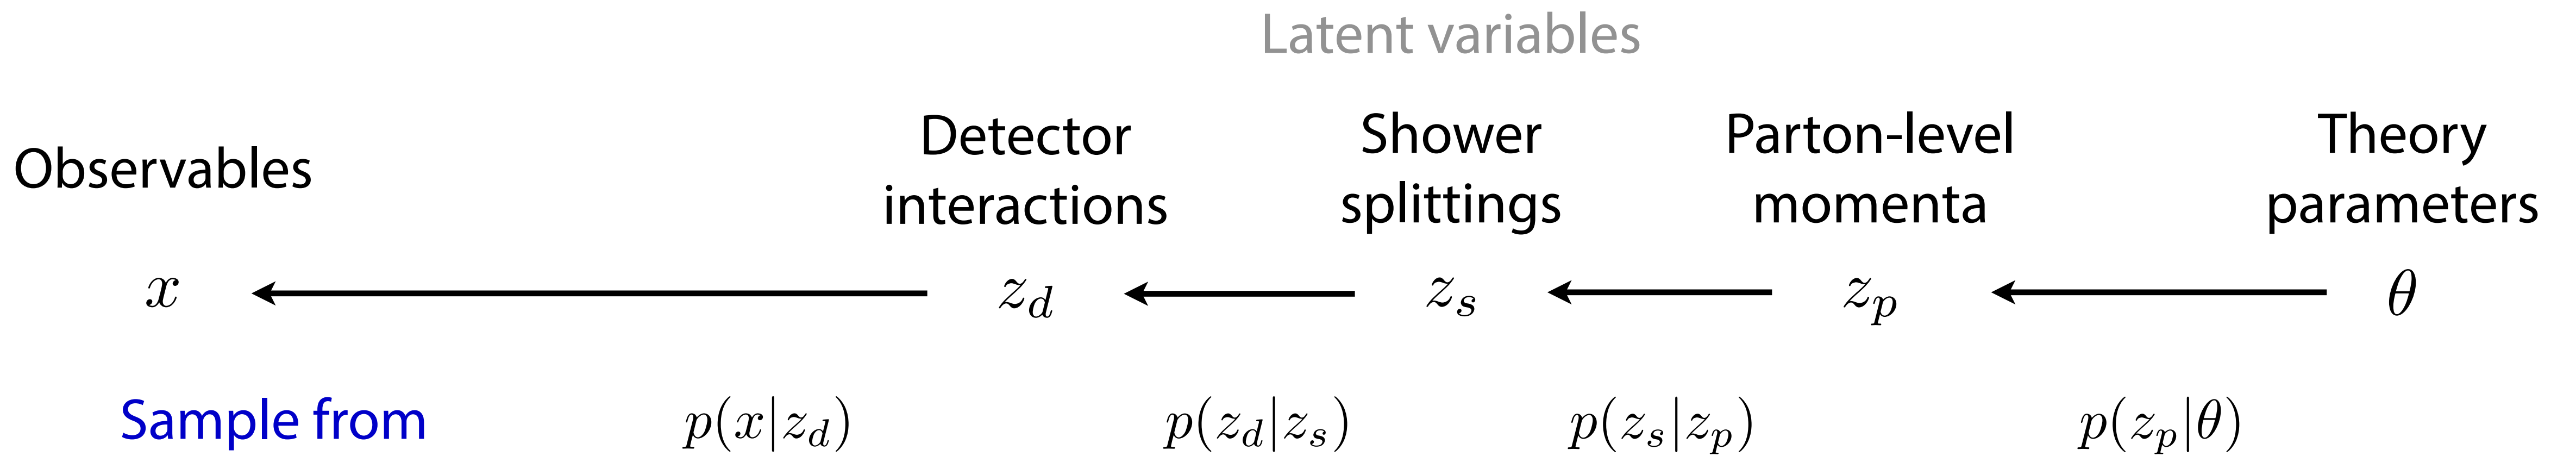 Latent variables
Observables
Detector
interactions
Shower
splittings
Parton-level
momenta
Theory
parameters
x z_d z_s z_p θ
Sample from p(x|z_d) p(z_d|z_s) p(z_s|z_p) p(z_p|θ)